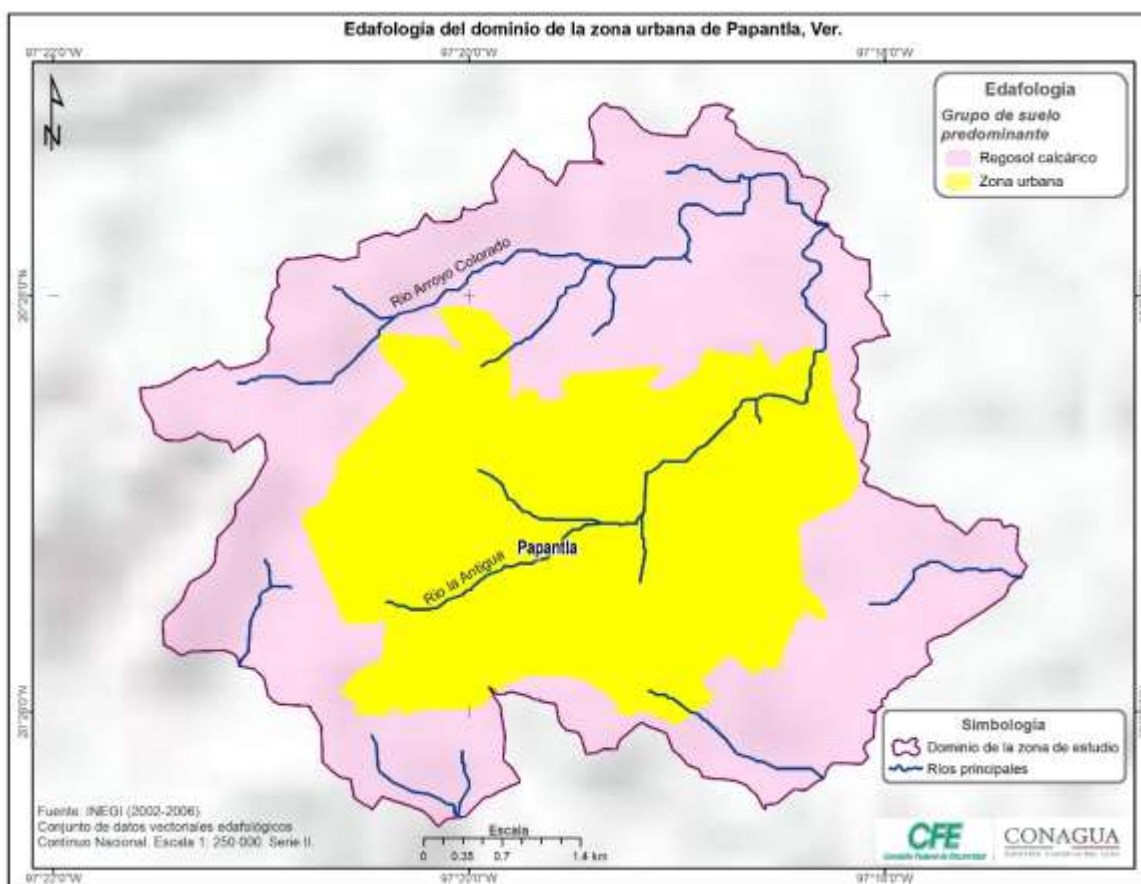 Edafología del dominio de la zona urbana de Papantla, Ver.
97°22'0"W
97°20'0"W
97°18'0"W
N
Edafología
Grupo de suelo
predominante
Regosol calcárico
Zona urbana
Río Arroyo Colorado
20°28'0"N
Papantla
Río la Antigua
20°26'0"N
Simbología
Dominio de la zona de estudio
Ríos principales
Fuente: INEGI (2002-2006)
Conjunto de datos vectoriales edafológicos
Continuo Nacional. Escala 1: 250 000. Serie II.
Escala
0 0.35 0.7 1.4 km
CFE
Comisión Federal de Electricidad
CONAGUA
97°22'0"W
97°20'0"W
97°18'0"W